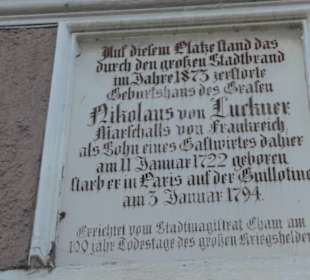 Auf diesem Platze stand das
durch den großen Stadtbrand
im Jahre 1873 zerstörte
Geburtshaus des Grafen
Nikolaus von Luckner
Marschalls von Frankreich,
als Sohn eines Gastwirtes dahier
am 11 Januar 1722 geboren
starb er in Paris auf der Guillotine
am 3 Januar 1794.
Errichtet vom Stadtmagistrat Cham am
jahr Todestage des großen Kriegshelden